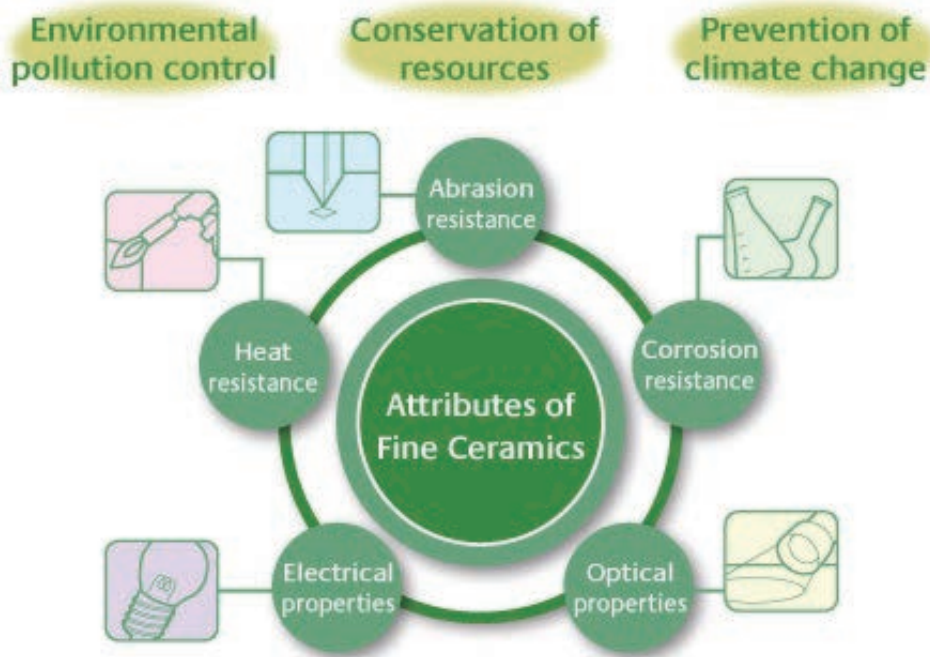 Environmental
pollution control
Conservation of
resources
Prevention of
climate change
Abrasion
resistance
Heat
resistance
Corrosion
resistance
Attributes of
Fine Ceramics
Electrical
properties
Optical
properties